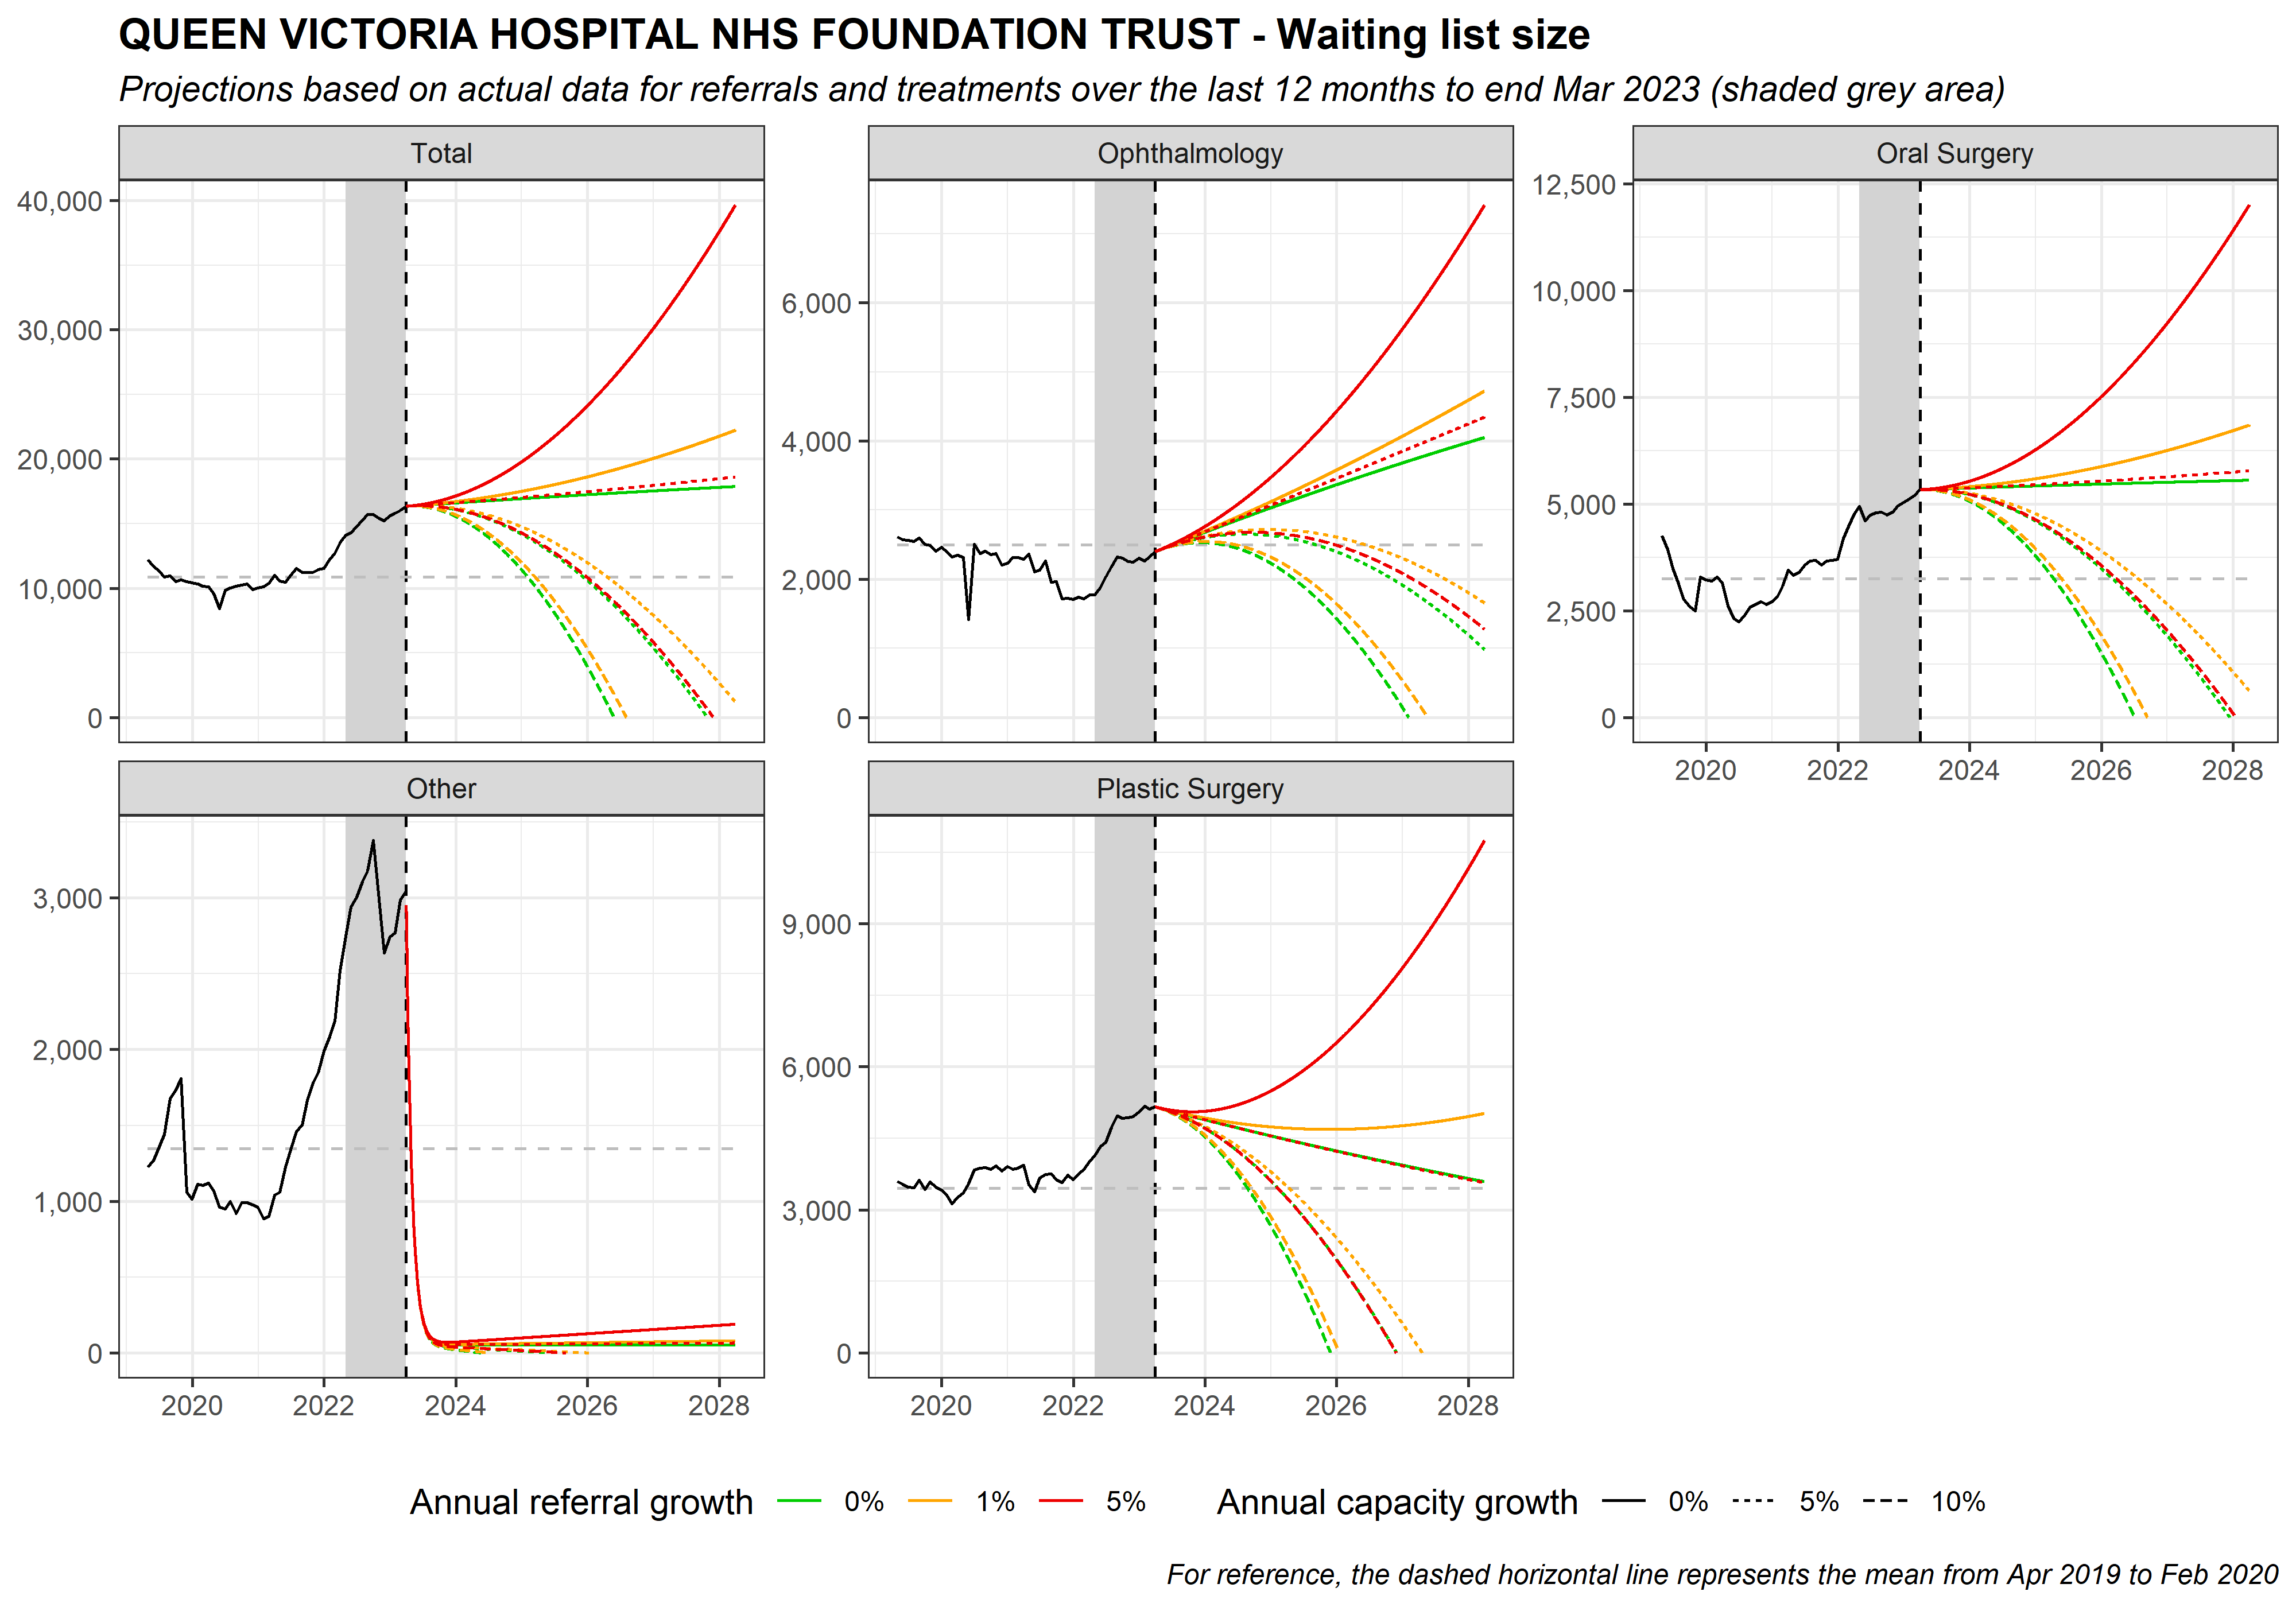 QUEEN VICTORIA HOSPITAL NHS FOUNDATION TRUST - Waiting list size
Projections based on actual data for referrals and treatments over the last 12 months to end Mar 2023 (shaded grey area)
Total
40,000
30,000
20,000
10,000
0
Ophthalmology
6,000
4,000
2,000
0
Oral Surgery
12,500
10,000
7,500
5,000
2,500
0
2020 2022 2024 2026 2028
Other
3,000
2,000
1,000
0
2020 2022 2024 2026 2028
Plastic Surgery
9,000
6,000
3,000
0
2020 2022 2024 2026 2028
Annual referral growth 0% 1% 5% Annual capacity growth 0% 5% 10%
For reference, the dashed horizontal line represents the mean from Apr 2019 to Feb 2020